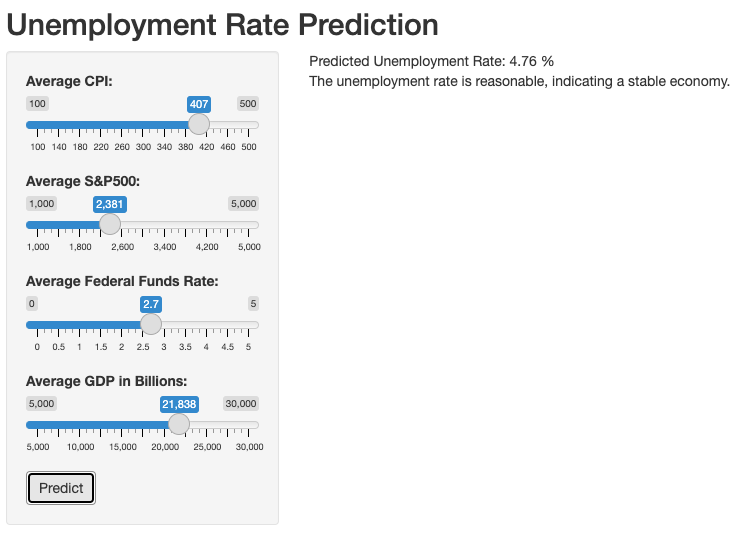 Unemployment Rate Prediction
Predicted Unemployment Rate: 4.76 %
The unemployment rate is reasonable, indicating a stable economy.
Average CPI:
100 407 500
100 140 180 220 260 300 340 380 420 460 500
Average S&P500:
1,000 2,381 5,000
1,000 1,800 2,600 3,400 4,200 5,000
Average Federal Funds Rate:
0 2.7 5
0 0.5 1 1.5 2 2.5 3 3.5 4 4.5 5
Average GDP in Billions:
5,000 21,838 30,000
5,000 10,000 15,000 20,000 25,000 30,000
Predict